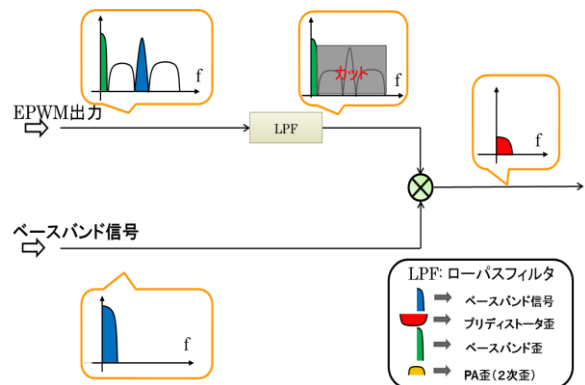 f
f
カット
EPWM出力
LPF
f
ベースバンド信号
f
LPF: ローパスフィルタ
ベースバンド信号
プリディストータ歪
ベースバンド歪
PA歪(2次歪)